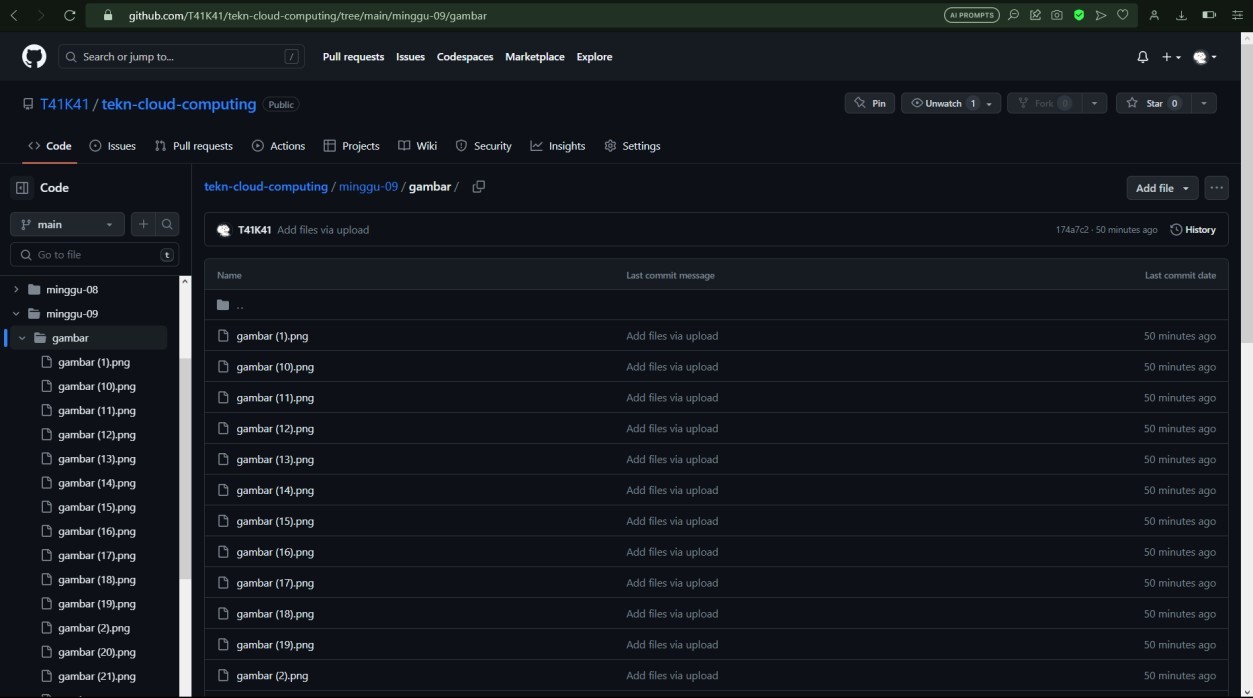 github.com/T41K41/tekn-cloud-computing/tree/main/minggu-09/gambar
AI PROMPTS
Search or jump to...
/
Pull requests Issues Codespaces Marketplace Explore
T41K41 / tekn-cloud-computing Public
Pin Unwatch 1 Fork 0 Star 0
Code Issues Pull requests Actions Projects Wiki Security Insights Settings
Code
main
Go to file t
minggu-08
minggu-09
gambar
gambar (1).png
gambar (10).png
gambar (11).png
gambar (12).png
gambar (13).png
gambar (14).png
gambar (15).png
gambar (16).png
gambar (17).png
gambar (18).png
gambar (19).png
gambar (2).png
gambar (20).png
gambar (21).png
tekn-cloud-computing / minggu-09 / gambar /
Add file
T41K41 Add files via upload 174a7c2 · 50 minutes ago History
Name Last commit message Last commit date
..
gambar (1).png Add files via upload 50 minutes ago
gambar (10).png Add files via upload 50 minutes ago
gambar (11).png Add files via upload 50 minutes ago
gambar (12).png Add files via upload 50 minutes ago
gambar (13).png Add files via upload 50 minutes ago
gambar (14).png Add files via upload 50 minutes ago
gambar (15).png Add files via upload 50 minutes ago
gambar (16).png Add files via upload 50 minutes ago
gambar (17).png Add files via upload 50 minutes ago
gambar (18).png Add files via upload 50 minutes ago
gambar (19).png Add files via upload 50 minutes ago
gambar (2).png Add files via upload 50 minutes ago